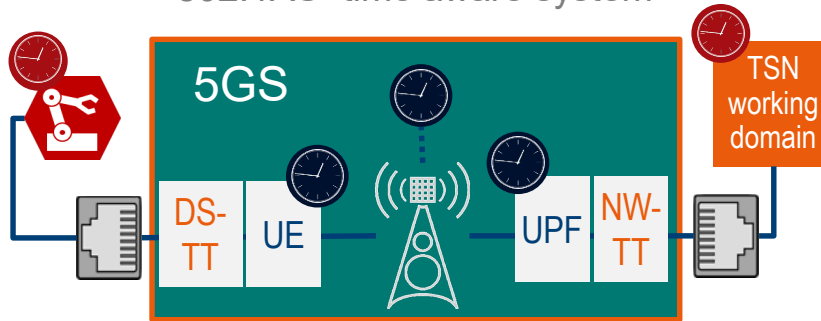 5GS
TSN
working
domain
DS-
TT
UE
UPF
NW-
TT